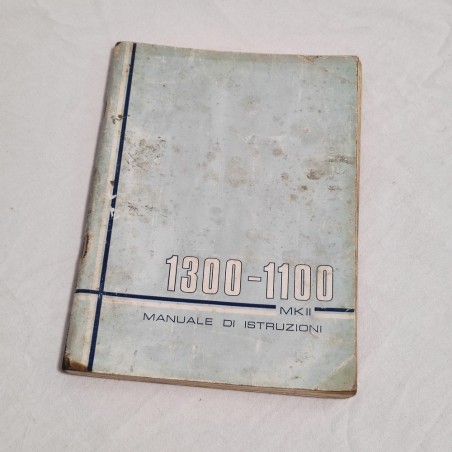 1300-1100
MKII
MANUALE DI ISTRUZIONI